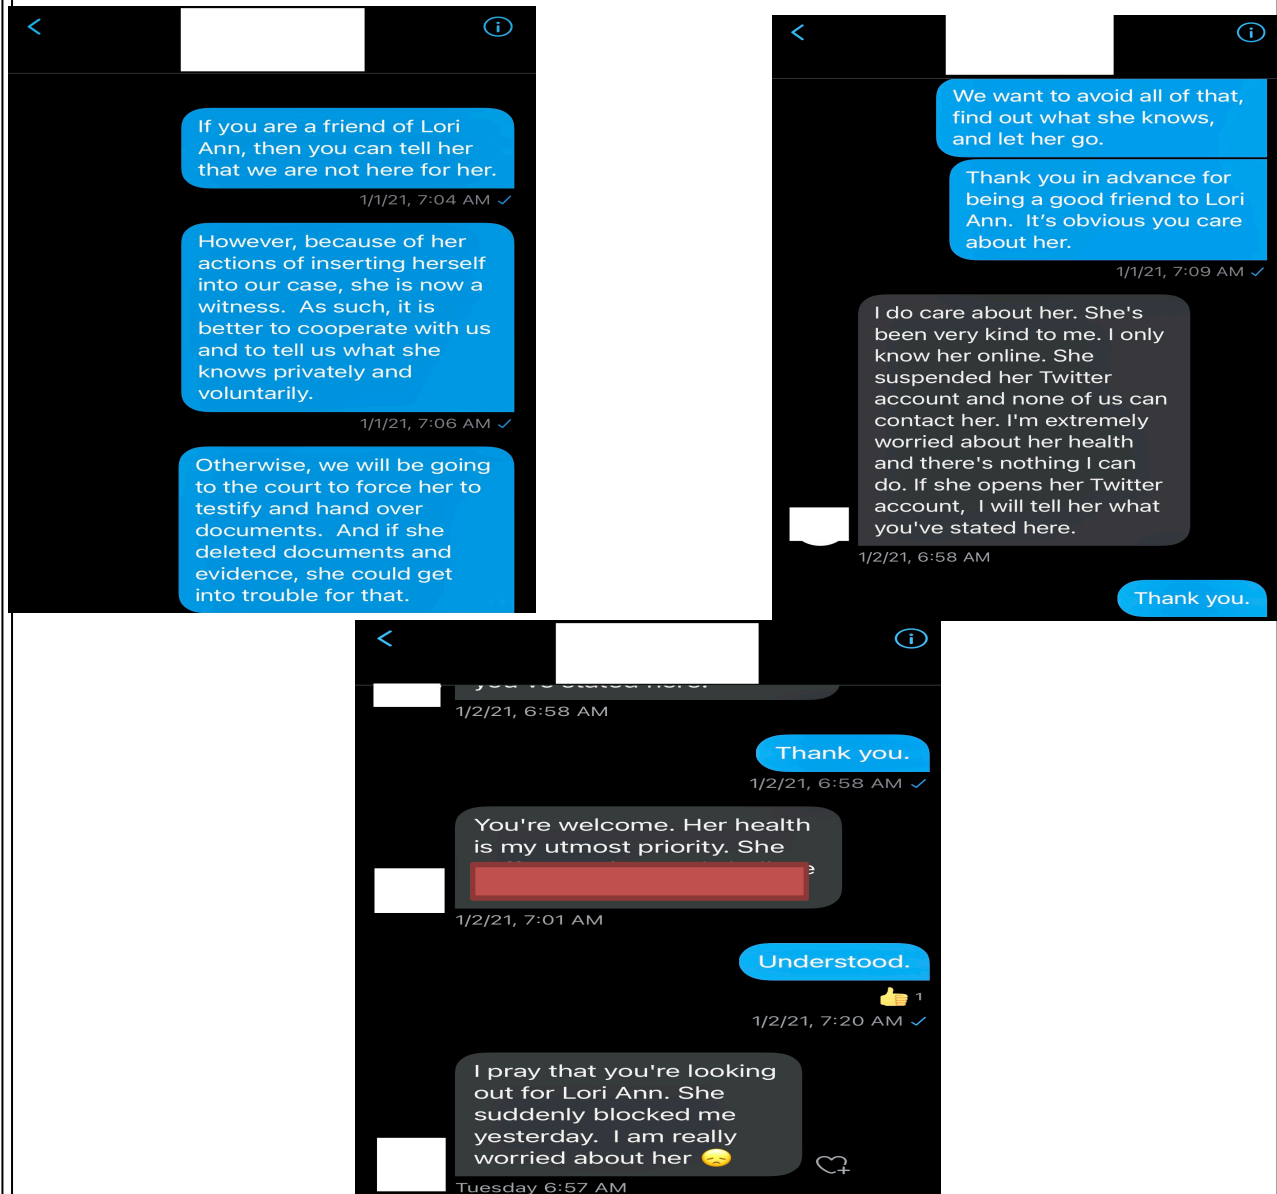 If you are a friend of Lori
Ann, then you can tell her
that we are not here for her.
1/1/21, 7:04 AM ✓
However, because of her
actions of inserting herself
into our case, she is now a
witness.  As such, it is
better to cooperate with us
and to tell us what she
knows privately and
voluntarily.
1/1/21, 7:06 AM ✓
Otherwise, we will be going
to the court to force her to
testify and hand over
documents.  And if she
deleted documents and
evidence, she could get
into trouble for that.
We want to avoid all of that,
find out what she knows,
and let her go.
Thank you in advance for
being a good friend to Lori
Ann.  It’s obvious you care
about her.
1/1/21, 7:09 AM ✓
I do care about her. She's
been very kind to me. I only
know her online. She
suspended her Twitter
account and none of us can
contact her. I'm extremely
worried about her health
and there's nothing I can
do. If she opens her Twitter
account,  I will tell her what
you've stated here.
1/2/21, 6:58 AM
Thank you.
you've stated here.
1/2/21, 6:58 AM
Thank you.
1/2/21, 6:58 AM ✓
You're welcome. Her health
is my utmost priority. She
1/2/21, 7:01 AM
Understood.
👍 1
1/2/21, 7:20 AM ✓
I pray that you're looking
out for Lori Ann. She
suddenly blocked me
yesterday.  I am really
worried about her 😞
Tuesday 6:57 AM